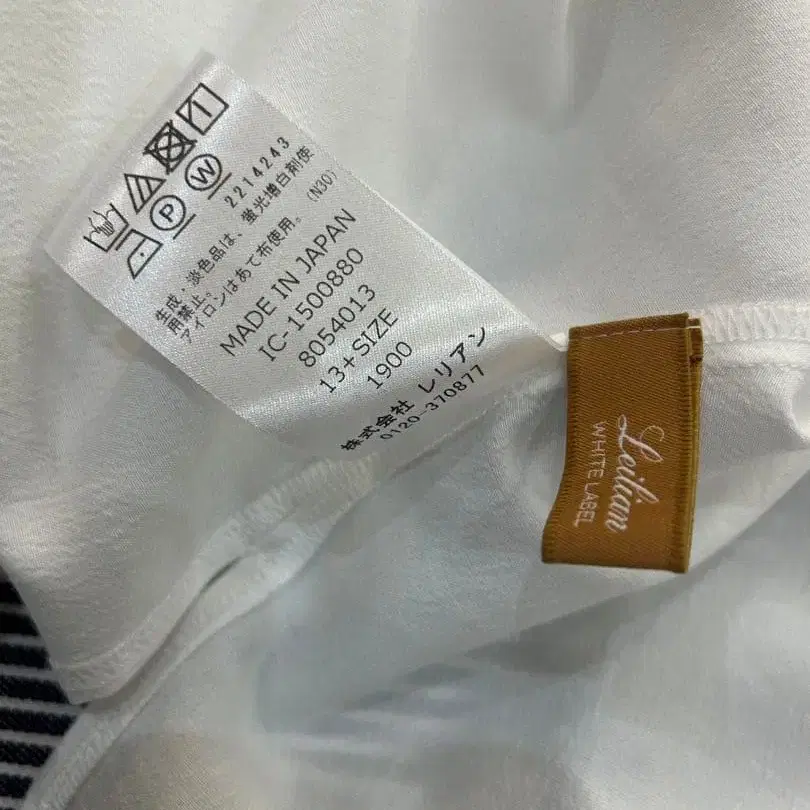 P
W
2214243
生成、淡色品は、蛍光増白剤使
用禁止。
アイロンはあて布使用。 (N30)
MADE IN JAPAN
IC-1500880
8054013
13+SIZE
1900
株式会社 レリアン
0120-370877
Leilian
WHITE LABEL